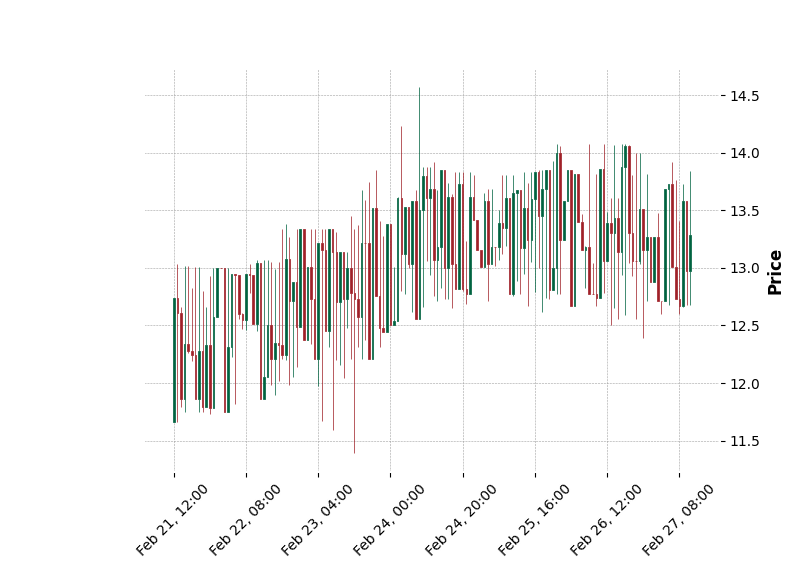 14.5
14.0
13.5
13.0
12.5
12.0
11.5
Price
Feb 21, 12:00
Feb 22, 08:00
Feb 23, 04:00
Feb 24, 00:00
Feb 24, 20:00
Feb 25, 16:00
Feb 26, 12:00
Feb 27, 08:00